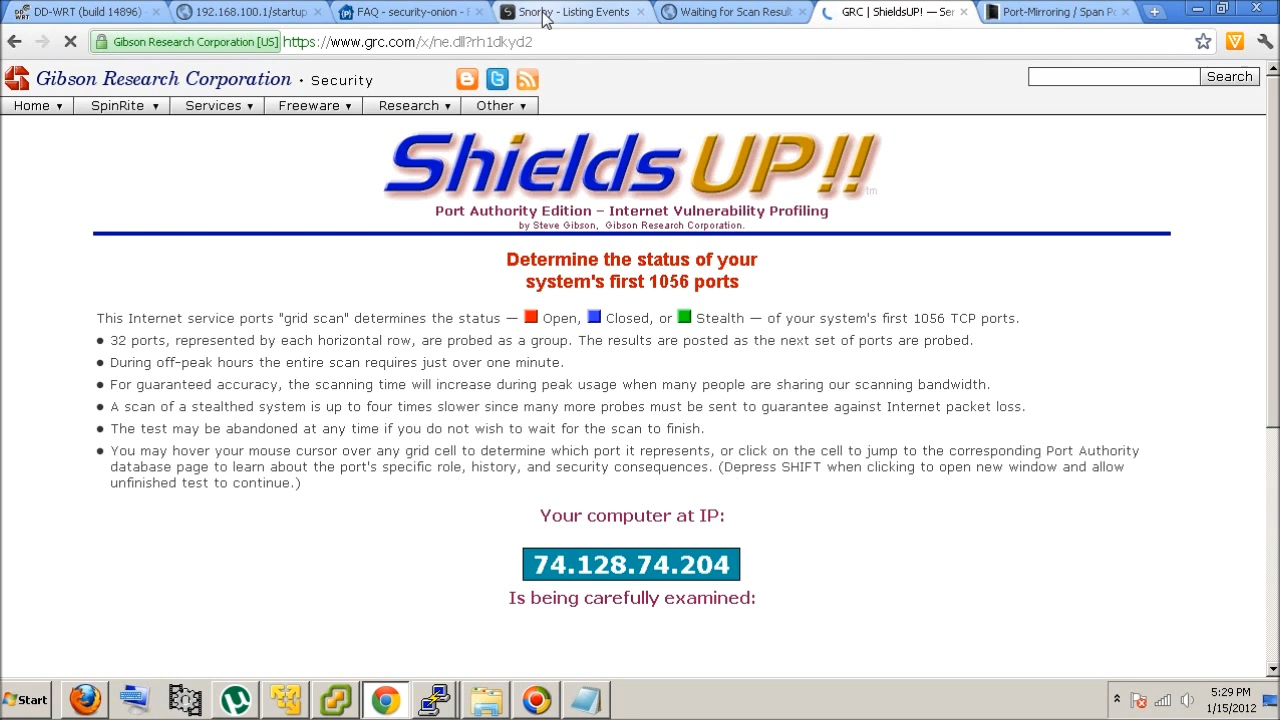 DD-WRT (build 14896)
192.168.100.1/startup
FAQ - security-onion - F
Snorby - Listing Events
Waiting for Scan Result
GRC | ShieldsUP! — Ser
Port-Mirroring / Span Po
Gibson Research Corporation [US]
https://www.grc.com/x/ne.dll?rh1dkyd2
Gibson Research Corporation · Security
Search
Home ▾
SpinRite ▾
Services ▾
Freeware ▾
Research ▾
Other ▾
ShieldsUP!! tm
Port Authority Edition – Internet Vulnerability Profiling
by Steve Gibson, Gibson Research Corporation.
Determine the status of your
system's first 1056 ports
This Internet service ports "grid scan" determines the status — Open, Closed, or Stealth — of your system's first 1056 TCP ports.
● 32 ports, represented by each horizontal row, are probed as a group. The results are posted as the next set of ports are probed.
● During off-peak hours the entire scan requires just over one minute.
● For guaranteed accuracy, the scanning time will increase during peak usage when many people are sharing our scanning bandwidth.
● A scan of a stealthed system is up to four times slower since many more probes must be sent to guarantee against Internet packet loss.
● The test may be abandoned at any time if you do not wish to wait for the scan to finish.
● You may hover your mouse cursor over any grid cell to determine which port it represents, or click on the cell to jump to the corresponding Port Authority
database page to learn about the port's specific role, history, and security consequences. (Depress SHIFT when clicking to open new window and allow
unfinished test to continue.)
Your computer at IP:
74.128.74.204
Is being carefully examined:
Start
5:29 PM
1/15/2012